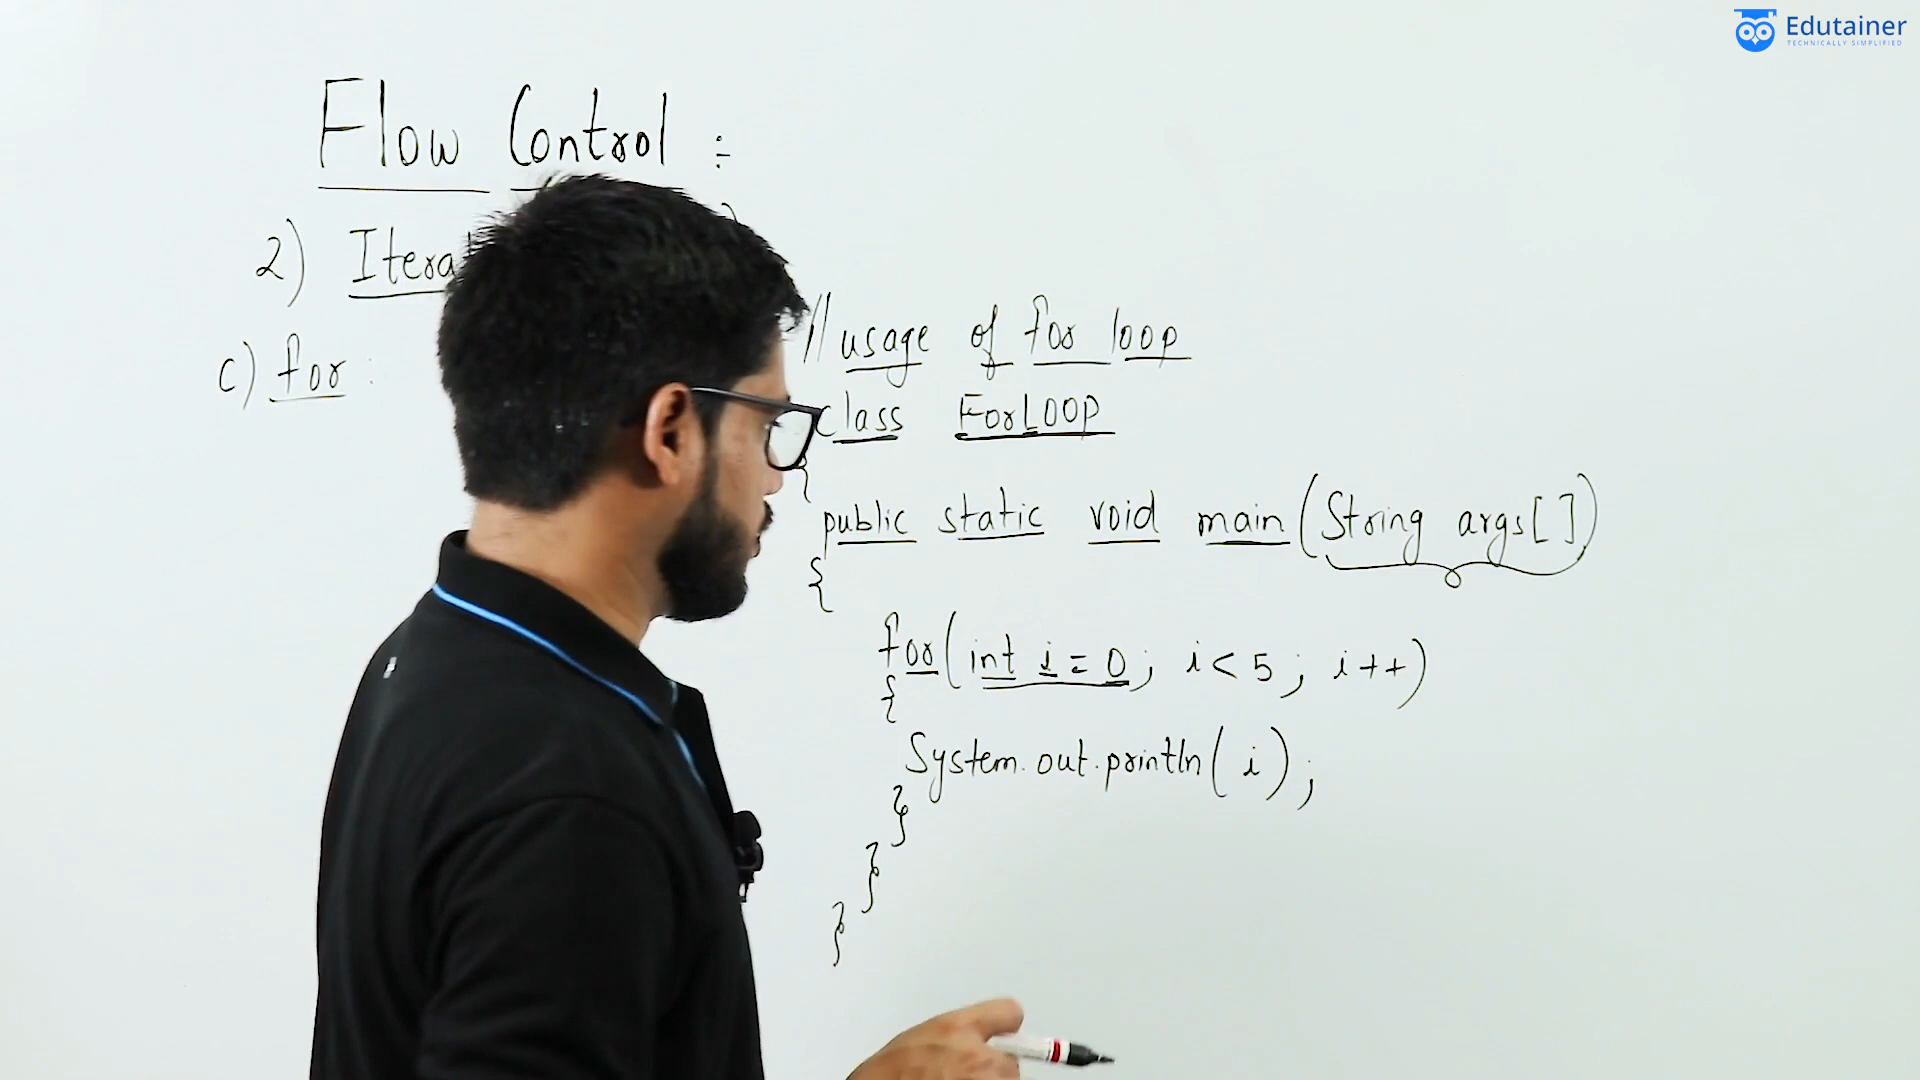 Edutainer
TECHNICALLY SIMPLIFIED
Flow Control :-
2)
c) for :
// usage of for loop
class ForLOOP
{
public static void main (String args[])
{
for (int i = 0; i < 5; i++)
{
System.out.println( i );
}
}
}